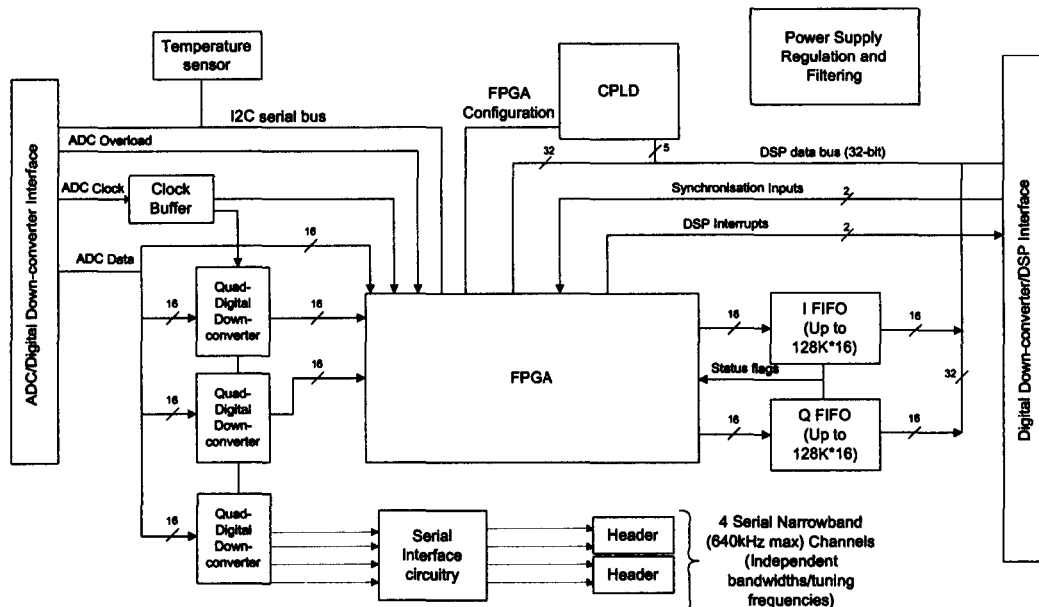 Temperature
sensor
Power Supply
Regulation and
Filtering
CPLD
FPGA
Configuration
I2C serial bus
ADC Overload
5
32
DSP data bus (32-bit)
ADC Clock
Clock
Buffer
Synchronisation Inputs
2
DSP Interrupts
2
ADC Data
16
ADC/Digital Down-converter Interface
Digital Down-converter/DSP Interface
16
Quad-
Digital
Down-
converter
16
FPGA
16
I FIFO
(Up to
128K*16)
16
Status flags
32
16
Quad-
Digital
Down-
converter
16
16
Q FIFO
(Up to
128K*16)
16
16
Quad-
Digital
Down-
converter
Serial
Interface
circuitry
Header
Header
4 Serial Narrowband
(640kHz max) Channels
(Independent
bandwidths/tuning
frequencies)